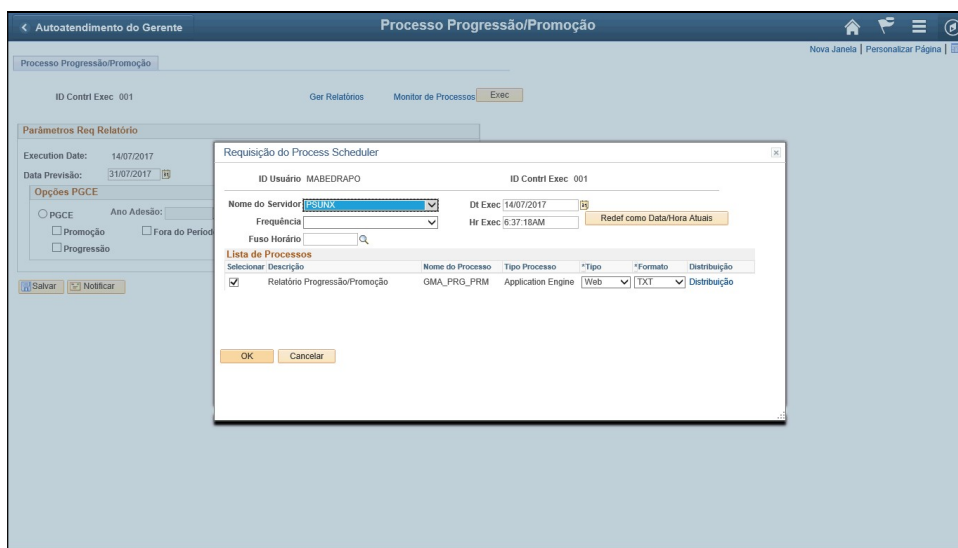 Autoatendimento do Gerente Processo Progressão/Promoção
Nova Janela | Personalizar Página |
Processo Progressão/Promoção
ID Contrl Exec 001 Ger Relatórios Monitor de Processos Exec
Parâmetros Req Relatório
Execution Date: 14/07/2017
Data Previsão: 31/07/2017
Opções PGCE
PGCE Ano Adesão:
Promoção Fora do Períod
Progressão
Salvar Notificar
Requisição do Process Scheduler
ID Usuário MABEDRAPO ID Contrl Exec 001
Nome do Servidor PSUNX Dt Exec 14/07/2017
Frequência Hr Exec 6:37:18AM Redef como Data/Hora Atuais
Fuso Horário
Lista de Processos
Selecionar Descrição Nome do Processo Tipo Processo *Tipo *Formato Distribuição
Relatório Progressão/Promoção GMA_PRG_PRM Application Engine Web TXT Distribuição
OK Cancelar